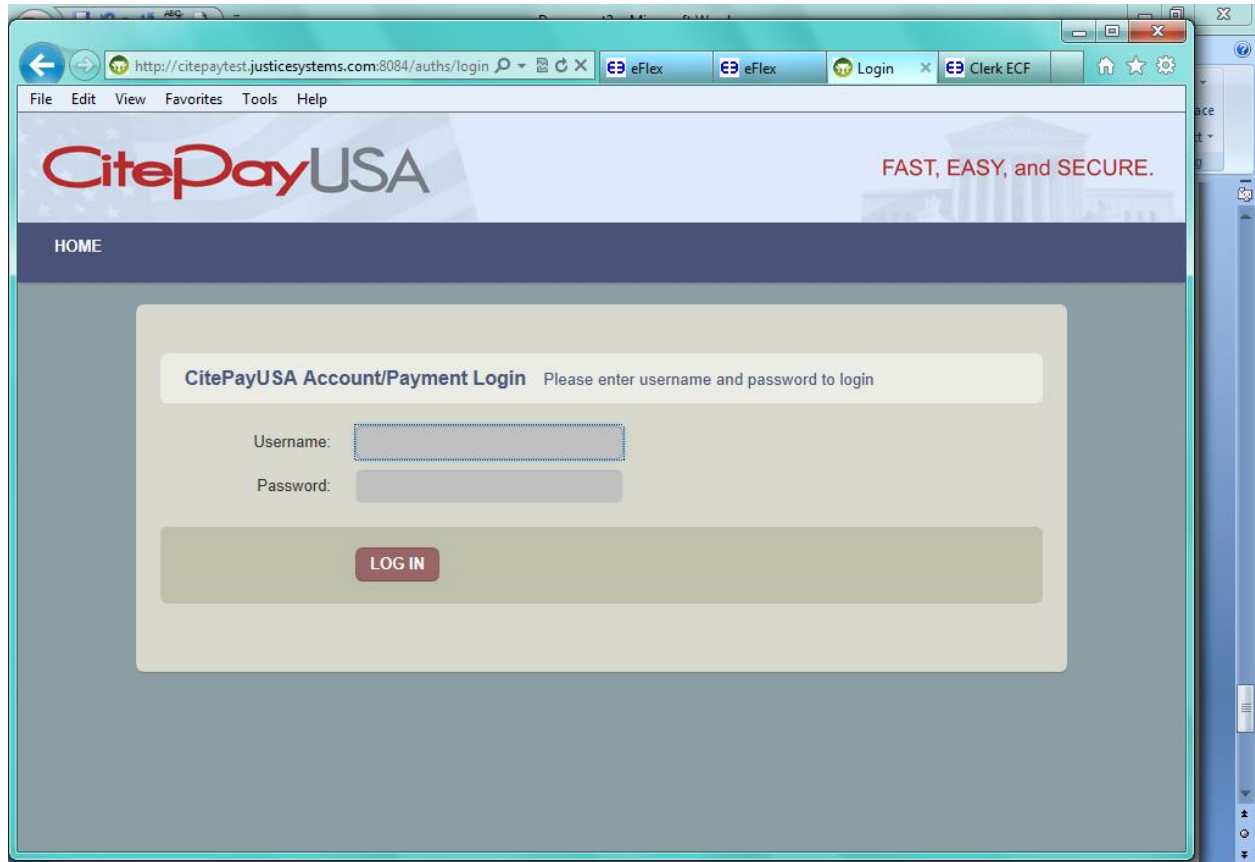 ABC
http://citepaytest.justicesystems.com:8084/auths/login
eFlex
eFlex
Login
Clerk ECF
File Edit View Favorites Tools Help
ace
CitePayUSA
FAST, EASY, and SECURE.
HOME
CitePayUSA Account/Payment Login Please enter username and password to login
Username:
Password:
LOG IN